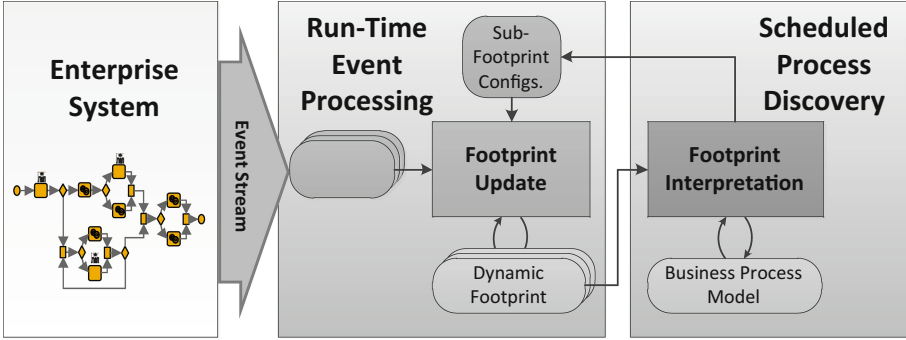 Enterprise
System
Event Stream
Run-Time
Event
Processing
Sub-
Footprint
Configs.
Footprint
Update
Dynamic
Footprint
Scheduled
Process
Discovery
Footprint
Interpretation
Business Process
Model